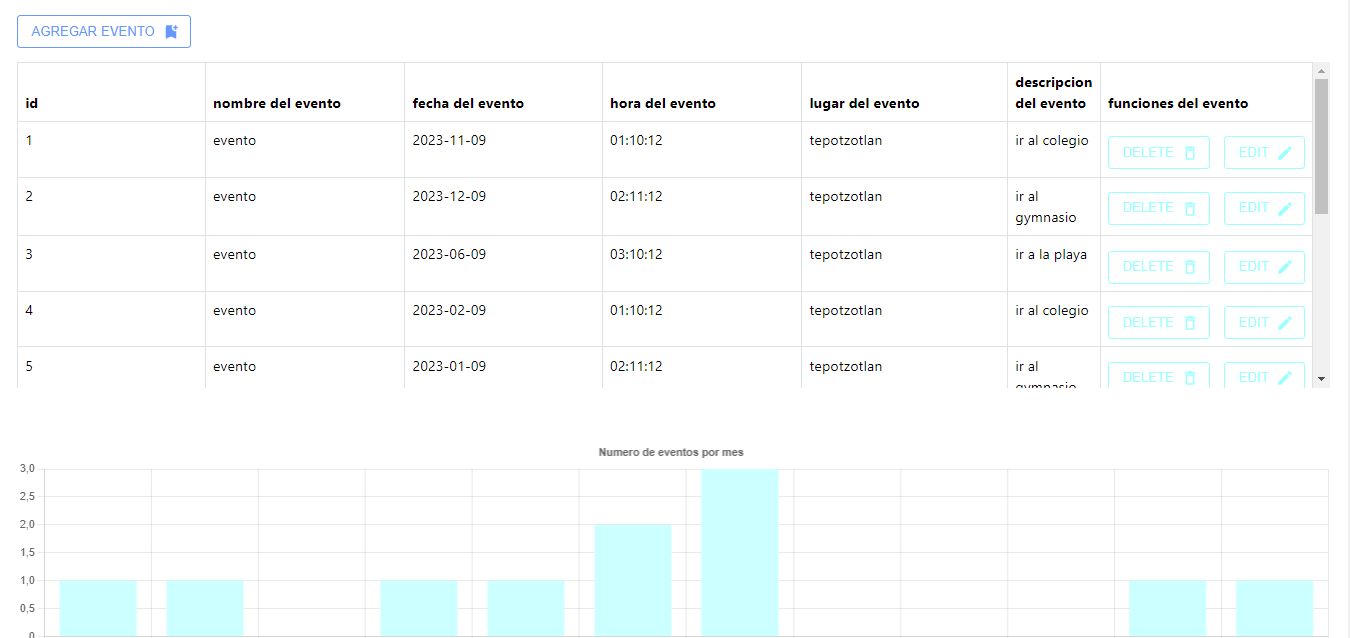 AGREGAR EVENTO
id nombre del evento fecha del evento hora del evento lugar del evento descripcion del evento funciones del evento
1 evento 2023-11-09 01:10:12 tepotzotlan ir al colegio DELETE EDIT
2 evento 2023-12-09 02:11:12 tepotzotlan ir al gymnasio DELETE EDIT
3 evento 2023-06-09 03:10:12 tepotzotlan ir a la playa DELETE EDIT
4 evento 2023-02-09 01:10:12 tepotzotlan ir al colegio DELETE EDIT
5 evento 2023-01-09 02:11:12 tepotzotlan ir al gymnasio DELETE EDIT
Numero de eventos por mes
3,0
2,5
2,0
1,5
1,0
0,5
0